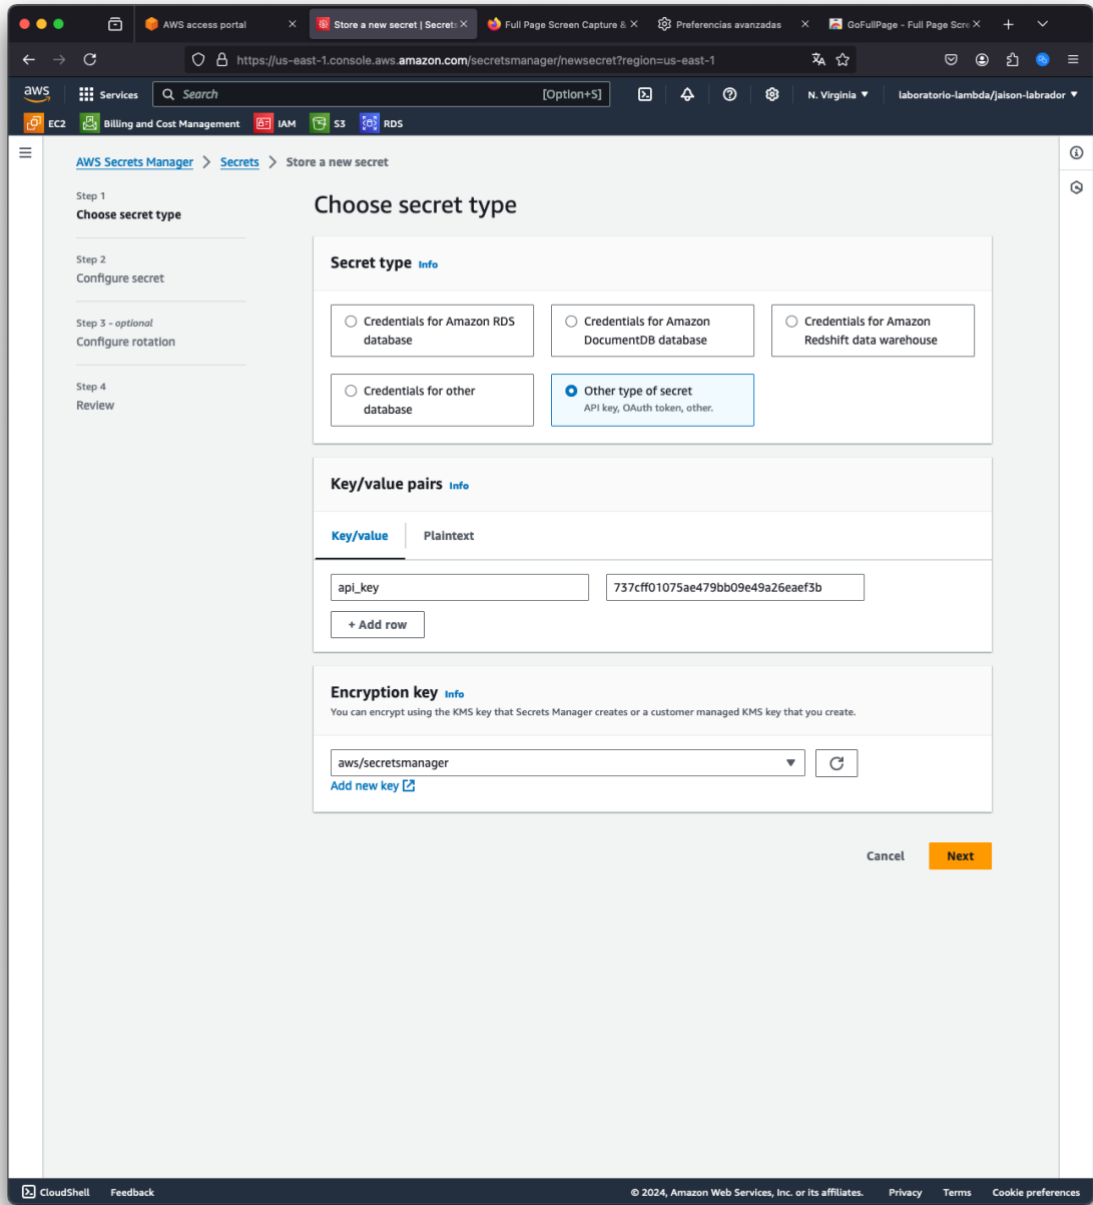 AWS access portal
Store a new secret | Secrets
Full Page Screen Capture &
Preferencias avanzadas
GoFullPage - Full Page Scre
https://us-east-1.console.aws.amazon.com/secretsmanager/newsecret?region=us-east-1
aws
Services
Search
[Option+S]
N. Virginia
laboratorio-lambda/jaison-labrador
EC2
Billing and Cost Management
IAM
S3
RDS
AWS Secrets Manager
Secrets
Store a new secret
Step 1
Choose secret type
Step 2
Configure secret
Step 3 - optional
Configure rotation
Step 4
Review
Choose secret type
Secret type Info
Credentials for Amazon RDS
database
Credentials for Amazon
DocumentDB database
Credentials for Amazon
Redshift data warehouse
Credentials for other
database
Other type of secret
API key, OAuth token, other.
Key/value pairs Info
Key/value
Plaintext
api_key
737cff01075ae479bb09e49a26eaef3b
+ Add row
Encryption key Info
You can encrypt using the KMS key that Secrets Manager creates or a customer managed KMS key that you create.
aws/secretsmanager
Add new key
Cancel
Next
CloudShell
Feedback
© 2024, Amazon Web Services, Inc. or its affiliates.
Privacy
Terms
Cookie preferences